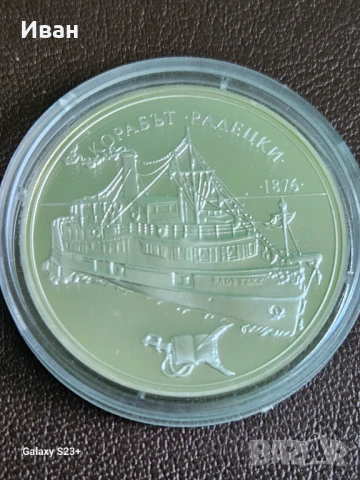 Иван
КОРАБЪТ · РАДЕЦКИ ·
· 1876 ·
Galaxy S23+